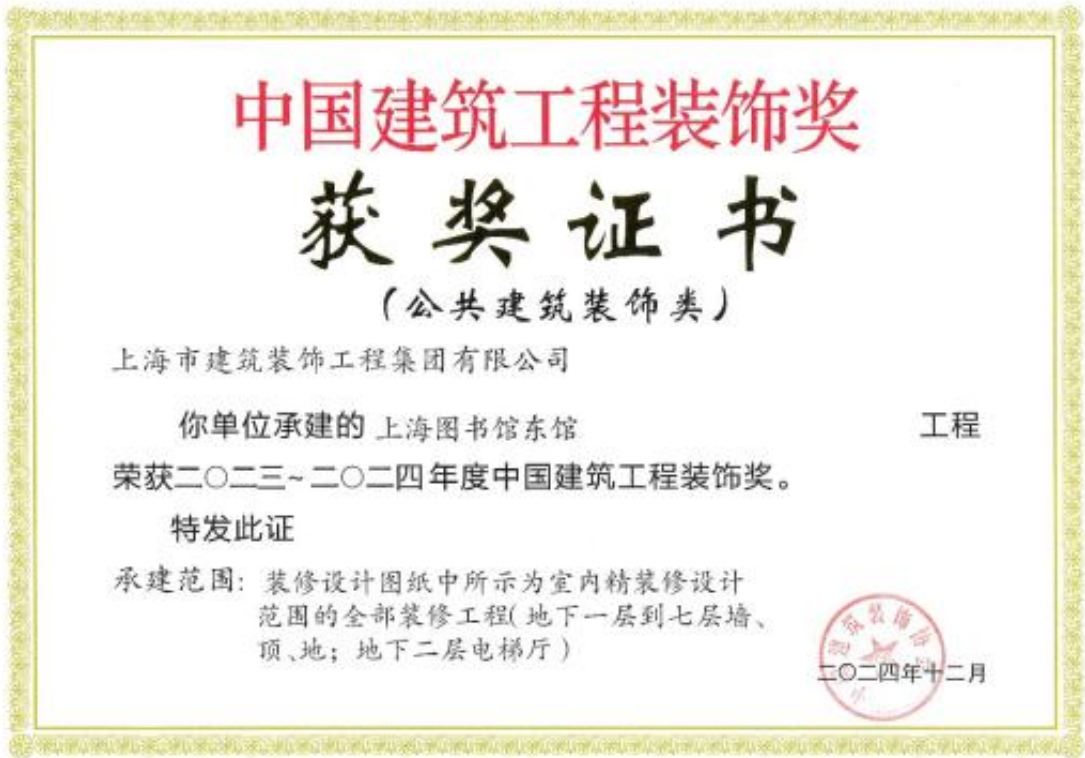 中国建筑工程装饰奖
获奖证书
(公共建筑装饰类)
上海市建筑装饰工程集团有限公司
你单位承建的 上海图书馆东馆 工程
荣获二〇二三~二〇二四年度中国建筑工程装饰奖。
特发此证
承建范围: 装修设计图纸中所示为室内精装修设计
范围的全部装修工程(地下一层到七层墙、
顶、地; 地下二层电梯厅)
建筑装饰协会
二〇二四年十二月